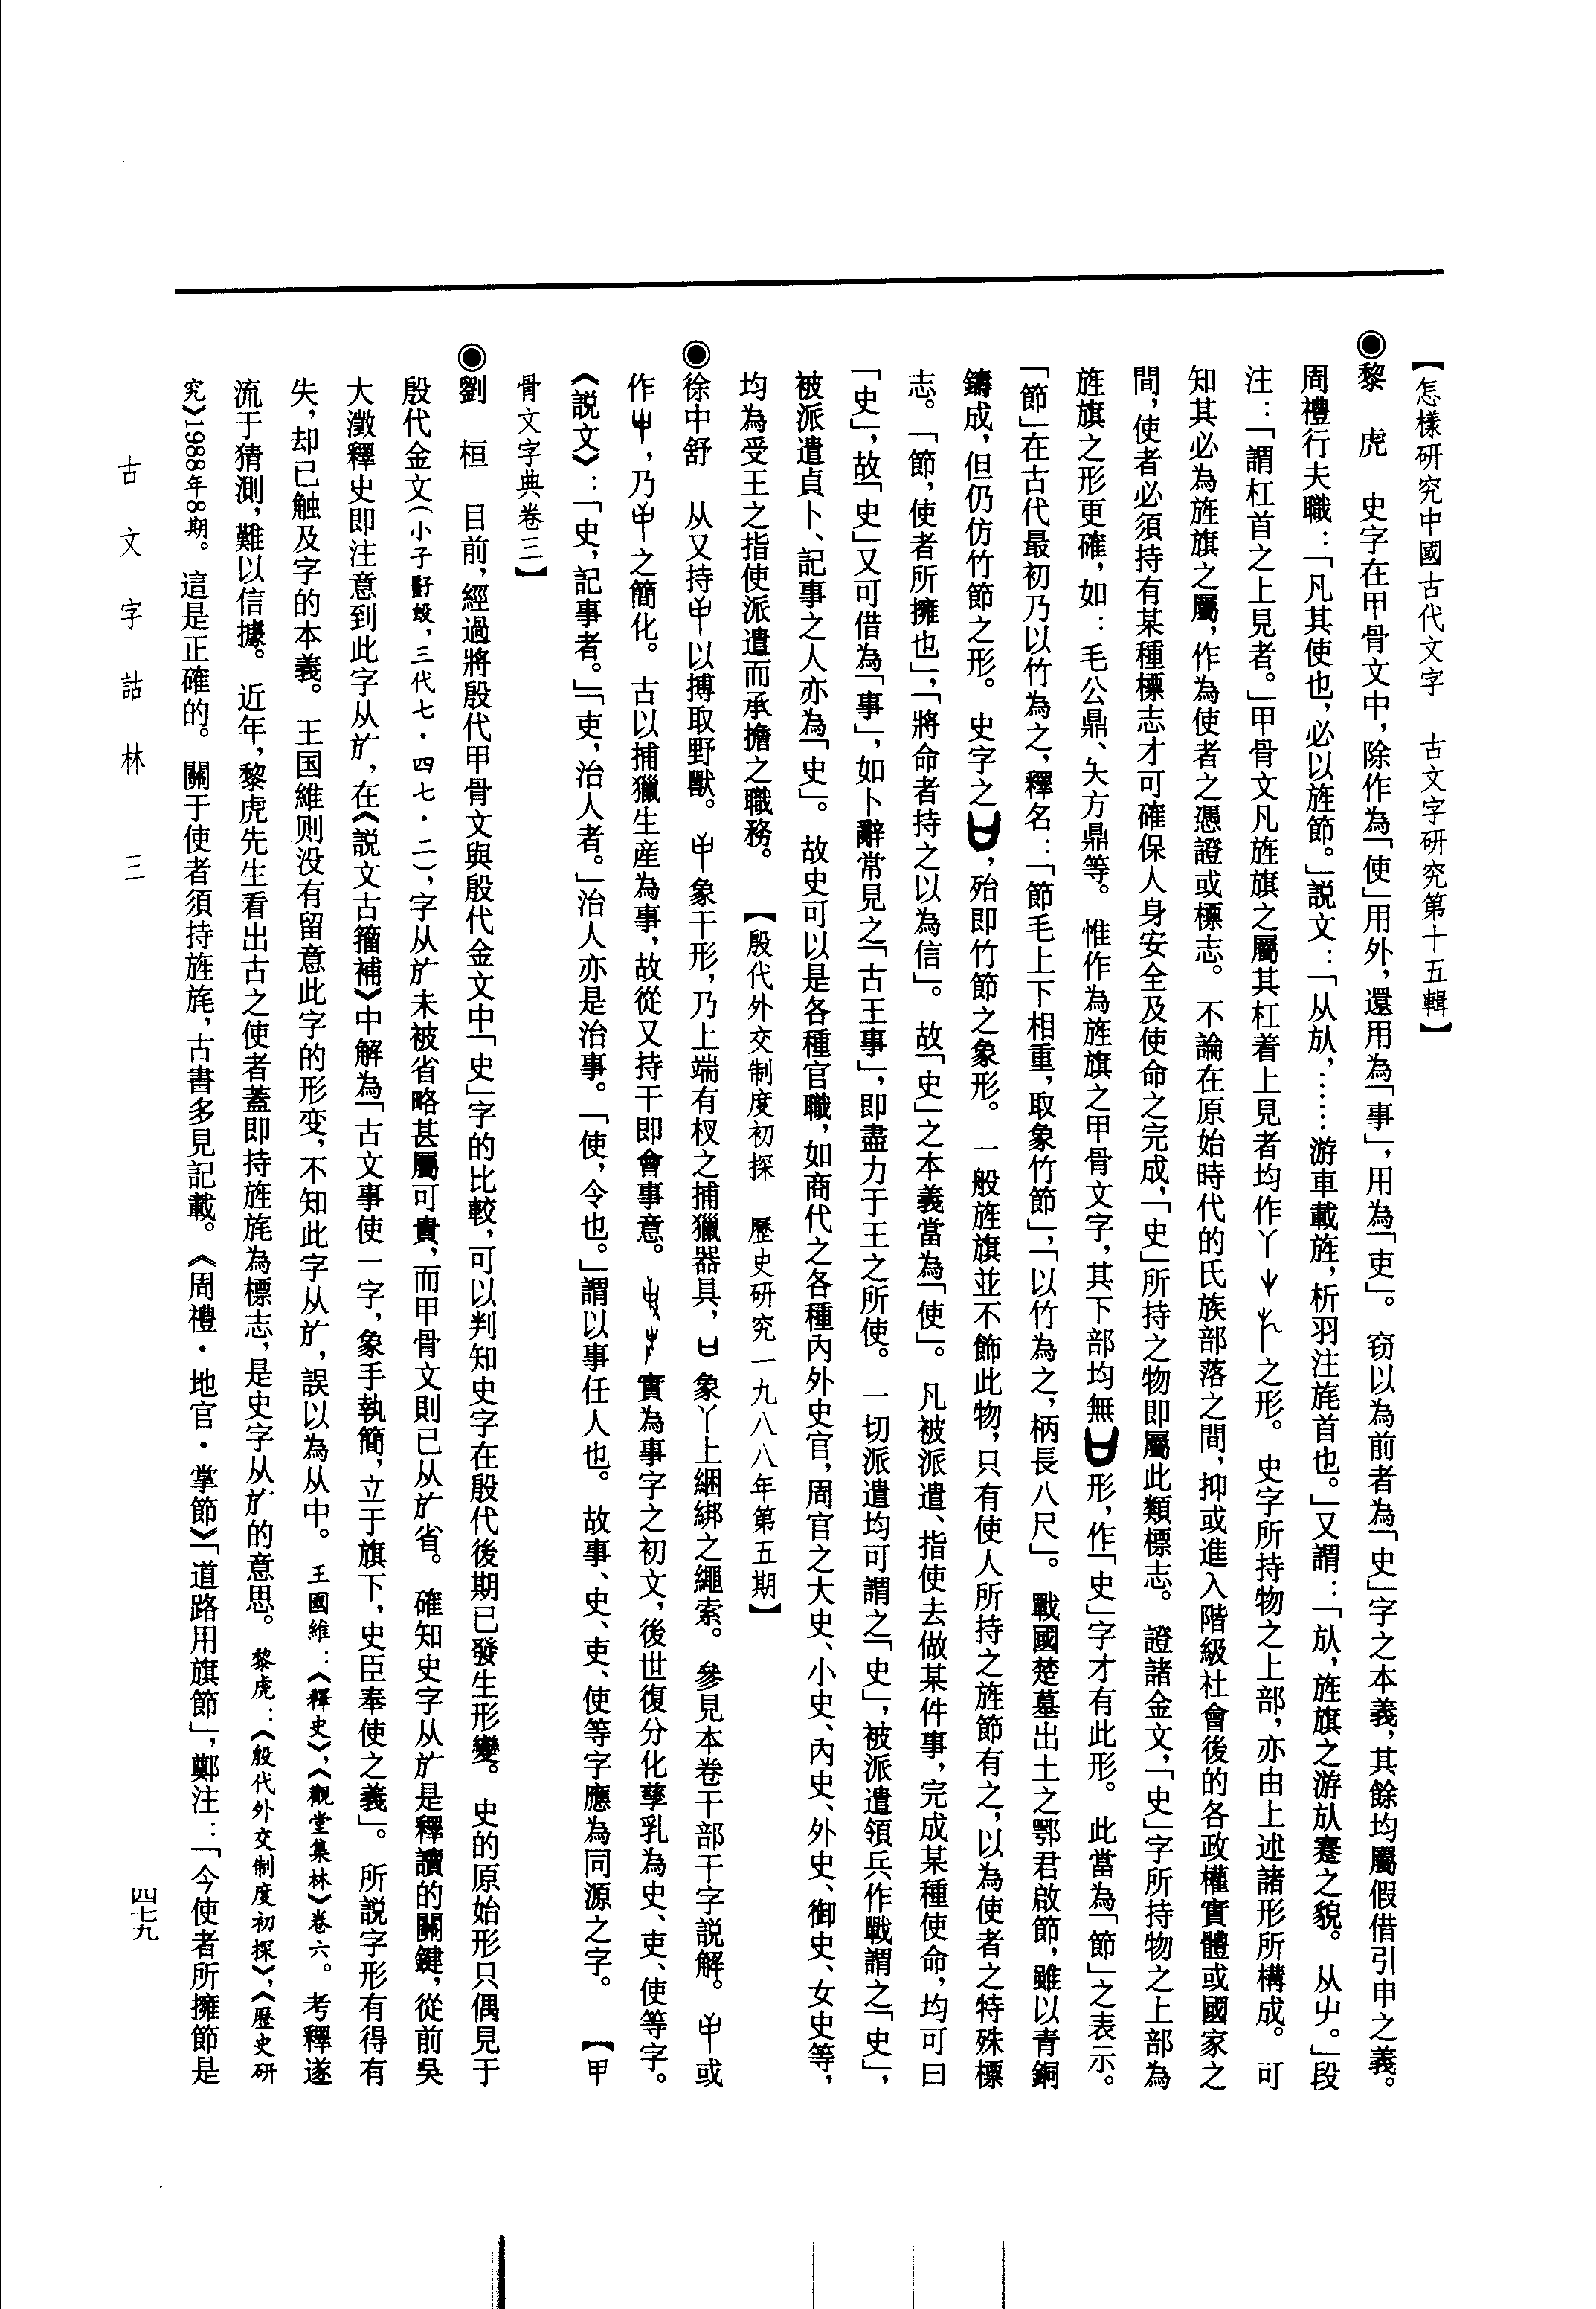 【怎樣研究中國古代文字　古文字研究第十五輯】
◉黎　虎　史字在甲骨文中，除作為「使」用外，還用為「事」，用為「吏」。窃以為前者為「史」字之本義，其餘均屬假借引申之義。
周禮行夫職：「凡其使也，必以旌節。」説文：「从㫃，……游車載旌，析羽注旄首也。」又謂：「㫃，旌旗之游㫃蹇之皃。从屮。」段
注：「謂杠首之上見者。」甲骨文凡旌旗之屬其杠着上見者均作丫之形。史字所持物之上部，亦由上述諸形所構成。可
知其必為旌旗之屬，作為使者之憑證或標志。不論在原始時代的氏族部落之間，抑或進入階級社會後的各政權實體或國家之
間，使者必須持有某種標志才可確保人身安全及使命之完成，「史」所持之物即屬此類標志。證諸金文，「史」字所持物之上部為
旌旗之形更確，如：毛公鼎、夨方鼎等。惟作為旌旗之甲骨文字，其下部均無形，作「史」字才有此形。此當為「節」之表示。
「節」在古代最初乃以竹為之，釋名：「節毛上下相重，取象竹節」，「以竹為之，柄長八尺」。戰國楚墓出土之鄂君啟節，雖以青銅
鑄成，但仍仿竹節之形。史字之，殆即竹節之象形。一般旌旗並不飾此物，只有使人所持之旌節有之，以為使者之特殊標
志。「節，使者所擁也」，「將命者持之以為信」。故「史」之本義當為「使」。凡被派遣、指使去做某件事，完成某種使命，均可曰
「史」，故「史」又可借為「事」，如卜辭常見之「古王事」，即盡力于王之所使。一切派遣均可謂之「史」，被派遣領兵作戰謂之「史」，
被派遣貞卜、記事之人亦為「史」。故史可以是各種官職，如商代之各種內外史官，周官之大史、小史、內史、外史、御史、女史等，
均為受王之指使派遣而承擔之職務。【殷代外交制度初探　歷史研究一九八八年第五期】
◉徐中舒　从又持以搏取野獸。象干形，乃上端有杈之捕獵器具，象丫上綑綁之繩索。參見本卷干部干字説解。或
作，乃之簡化。古以捕獵生産為事，故從又持干即會事意。實為事字之初文，後世復分化孳乳為史、吏、使等字。
《説文》：「史，記事者。」「吏，治人者。」治人亦是治事。「使，令也。」謂以事任人也。故事、史、吏、使等字應為同源之字。【甲
骨文字典卷三】
◉劉　桓　目前，經過將殷代甲骨文與殷代金文中「史」字的比較，可以判知史字在殷代後期已發生形變。史的原始形只偶見于
殷代金文（小子，三代七·四七·二），字从㫃未被省略甚屬可貴，而甲骨文則已从㫃省。確知史字从㫃是釋讀的關鍵，從前吳
大澂釋史即注意到此字从㫃，在《説文古籀補》中解為「古文事使一字，象手執簡，立于旗下，史臣奉使之義」。所説字形有得有
失，却已触及字的本義。王国維则没有留意此字的形变，不知此字从㫃，誤以為从中。王國維：《釋史》，《觀堂集林》卷六。考釋遂
流于猜測，難以信據。近年，黎虎先生看出古之使者蓋即持旌旄為標志，是史字从㫃的意思。黎虎：《殷代外交制度初探》，《歷史研
究》1988年8期。這是正確的。關于使者須持旌旄，古書多見記載。《周禮·地官·掌節》「道路用旗節」，鄭注：「今使者所擁節是
古文字詁林　三
四七九